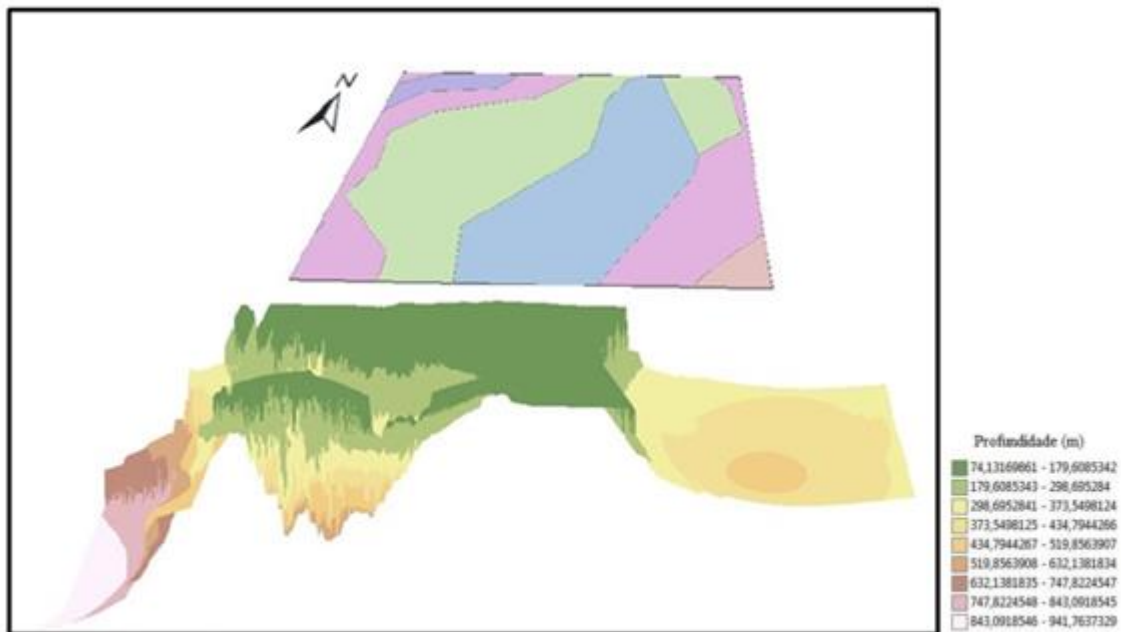 N
Profundidade (m)
74,13169861 - 179,6085342
179,6085343 - 298,695284
298,6952841 - 373,5498124
373,5498125 - 434,7944266
434,7944267 - 519,8563907
519,8563908 - 632,1381834
632,1381835 - 747,8224547
747,8224548 - 843,0918545
843,0918546 - 941,7637329